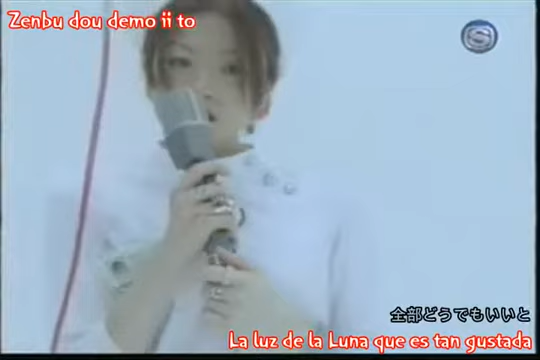 Zenbu dou demo ii to
S
全部どうでもいいと
La luz de la Luna que es tan gustada